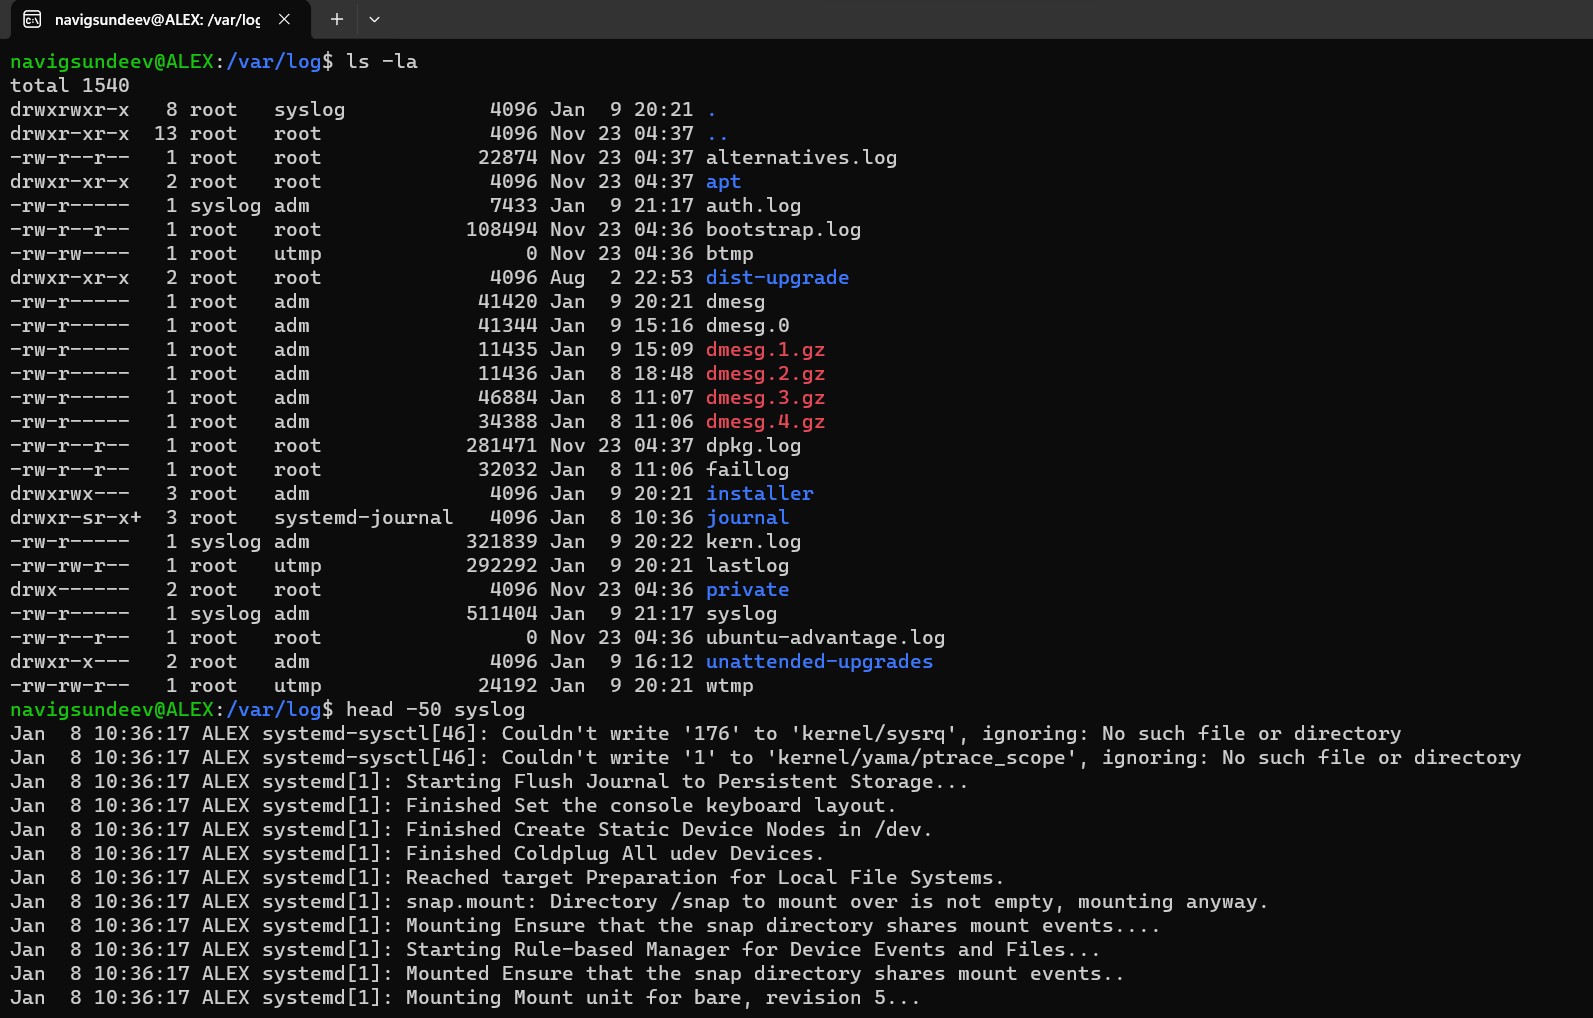 navigsundeev@ALEX: /var/log
navigsundeev@ALEX:/var/log$ ls -la
total 1540
drwxrwxr-x   8 root   syslog            4096 Jan  9 20:21 .
drwxr-xr-x  13 root   root              4096 Nov 23 04:37 ..
-rw-r--r--   1 root   root             22874 Nov 23 04:37 alternatives.log
drwxr-xr-x   2 root   root              4096 Nov 23 04:37 apt
-rw-r-----   1 syslog adm               7433 Jan  9 21:17 auth.log
-rw-r--r--   1 root   root            108494 Nov 23 04:36 bootstrap.log
-rw-rw----   1 root   utmp                 0 Nov 23 04:36 btmp
drwxr-xr-x   2 root   root              4096 Aug  2 22:53 dist-upgrade
-rw-r-----   1 root   adm              41420 Jan  9 20:21 dmesg
-rw-r-----   1 root   adm              41344 Jan  9 15:16 dmesg.0
-rw-r-----   1 root   adm              11435 Jan  9 15:09 dmesg.1.gz
-rw-r-----   1 root   adm              11436 Jan  8 18:48 dmesg.2.gz
-rw-r-----   1 root   adm              46884 Jan  8 11:07 dmesg.3.gz
-rw-r-----   1 root   adm              34388 Jan  8 11:06 dmesg.4.gz
-rw-r--r--   1 root   root            281471 Nov 23 04:37 dpkg.log
-rw-r--r--   1 root   root             32032 Jan  8 11:06 faillog
drwxrwx---   3 root   adm               4096 Jan  9 20:21 installer
drwxr-sr-x+  3 root   systemd-journal   4096 Jan  8 10:36 journal
-rw-r-----   1 syslog adm             321839 Jan  9 20:22 kern.log
-rw-rw-r--   1 root   utmp            292292 Jan  9 20:21 lastlog
drwx------   2 root   root              4096 Nov 23 04:36 private
-rw-r-----   1 syslog adm             511404 Jan  9 21:17 syslog
-rw-r--r--   1 root   root                 0 Nov 23 04:36 ubuntu-advantage.log
drwxr-x---   2 root   adm               4096 Jan  9 16:12 unattended-upgrades
-rw-rw-r--   1 root   utmp             24192 Jan  9 20:21 wtmp
navigsundeev@ALEX:/var/log$ head -50 syslog
Jan  8 10:36:17 ALEX systemd-sysctl[46]: Couldn't write '176' to 'kernel/sysrq', ignoring: No such file or directory
Jan  8 10:36:17 ALEX systemd-sysctl[46]: Couldn't write '1' to 'kernel/yama/ptrace_scope', ignoring: No such file or directory
Jan  8 10:36:17 ALEX systemd[1]: Starting Flush Journal to Persistent Storage...
Jan  8 10:36:17 ALEX systemd[1]: Finished Set the console keyboard layout.
Jan  8 10:36:17 ALEX systemd[1]: Finished Create Static Device Nodes in /dev.
Jan  8 10:36:17 ALEX systemd[1]: Finished Coldplug All udev Devices.
Jan  8 10:36:17 ALEX systemd[1]: Reached target Preparation for Local File Systems.
Jan  8 10:36:17 ALEX systemd[1]: snap.mount: Directory /snap to mount over is not empty, mounting anyway.
Jan  8 10:36:17 ALEX systemd[1]: Mounting Ensure that the snap directory shares mount events....
Jan  8 10:36:17 ALEX systemd[1]: Starting Rule-based Manager for Device Events and Files...
Jan  8 10:36:17 ALEX systemd[1]: Mounted Ensure that the snap directory shares mount events..
Jan  8 10:36:17 ALEX systemd[1]: Mounting Mount unit for bare, revision 5...